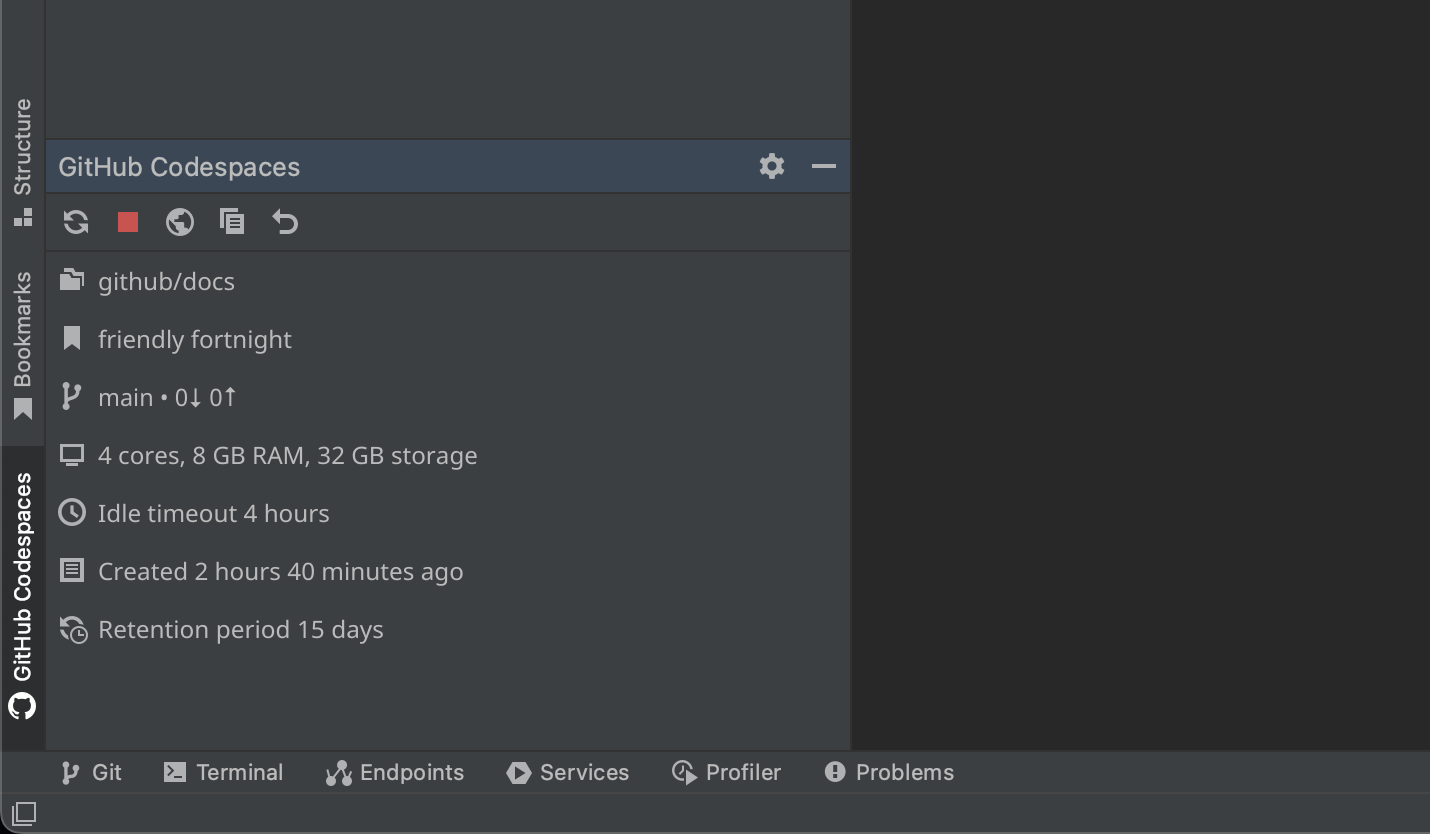 Structure
Bookmarks
GitHub Codespaces
GitHub Codespaces
github/docs
friendly fortnight
main • 0↓ 0↑
4 cores, 8 GB RAM, 32 GB storage
Idle timeout 4 hours
Created 2 hours 40 minutes ago
Retention period 15 days
Git Terminal Endpoints Services Profiler Problems